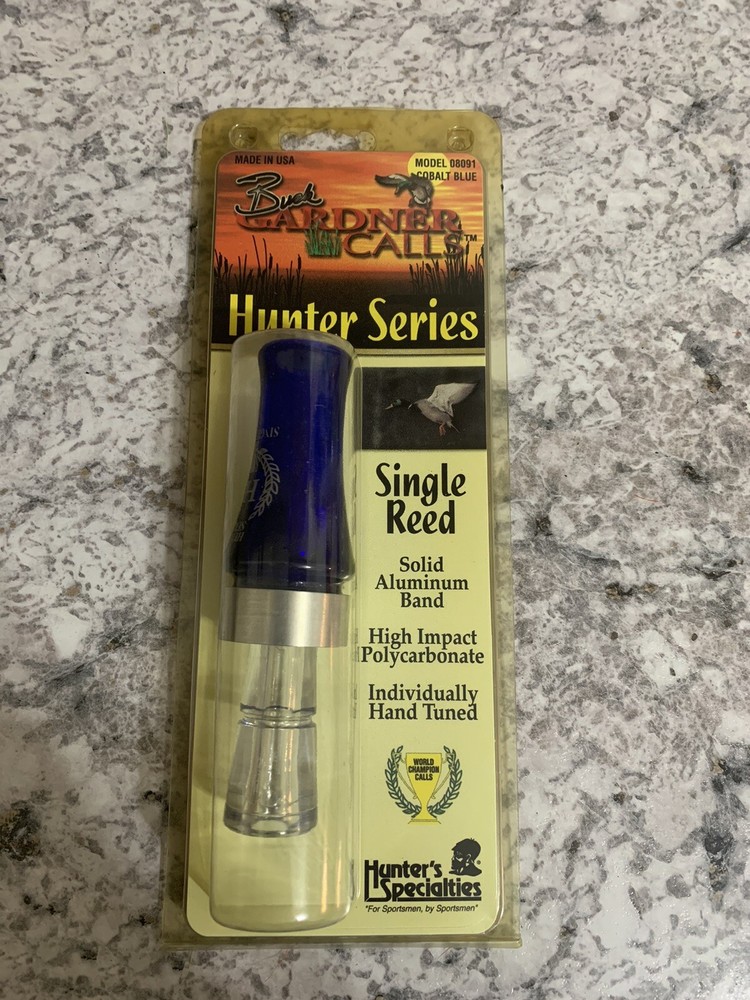 MADE IN USA
MODEL 08091
COBALT BLUE
Buck
GARDNER
CALLS™
Hunter Series
Single
Reed
Solid
Aluminum
Band
High Impact
Polycarbonate
Individually
Hand Tuned
WORLD
CHAMPION
CALLS
Hunter's
Specialties®
"For Sportsmen, by Sportsmen"